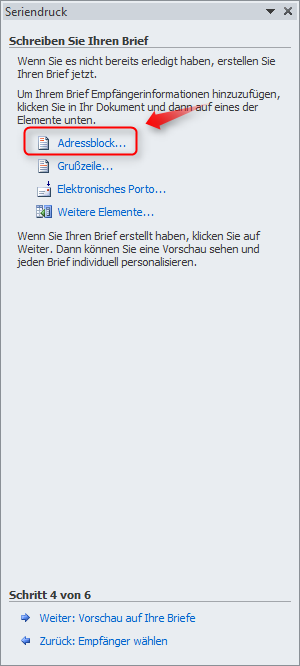 Seriendruck
Schreiben Sie Ihren Brief
Wenn Sie es nicht bereits erledigt haben, erstellen Sie
Ihren Brief jetzt.
Um Ihrem Brief Empfängerinformationen hinzuzufügen,
klicken Sie in Ihr Dokument und dann auf eines der
Elemente unten.
Adressblock...
Grußzeile...
Elektronisches Porto...
Weitere Elemente...
Wenn Sie Ihren Brief erstellt haben, klicken Sie auf
Weiter. Dann können Sie eine Vorschau sehen und
jeden Brief individuell personalisieren.
Schritt 4 von 6
Weiter: Vorschau auf Ihre Briefe
Zurück: Empfänger wählen